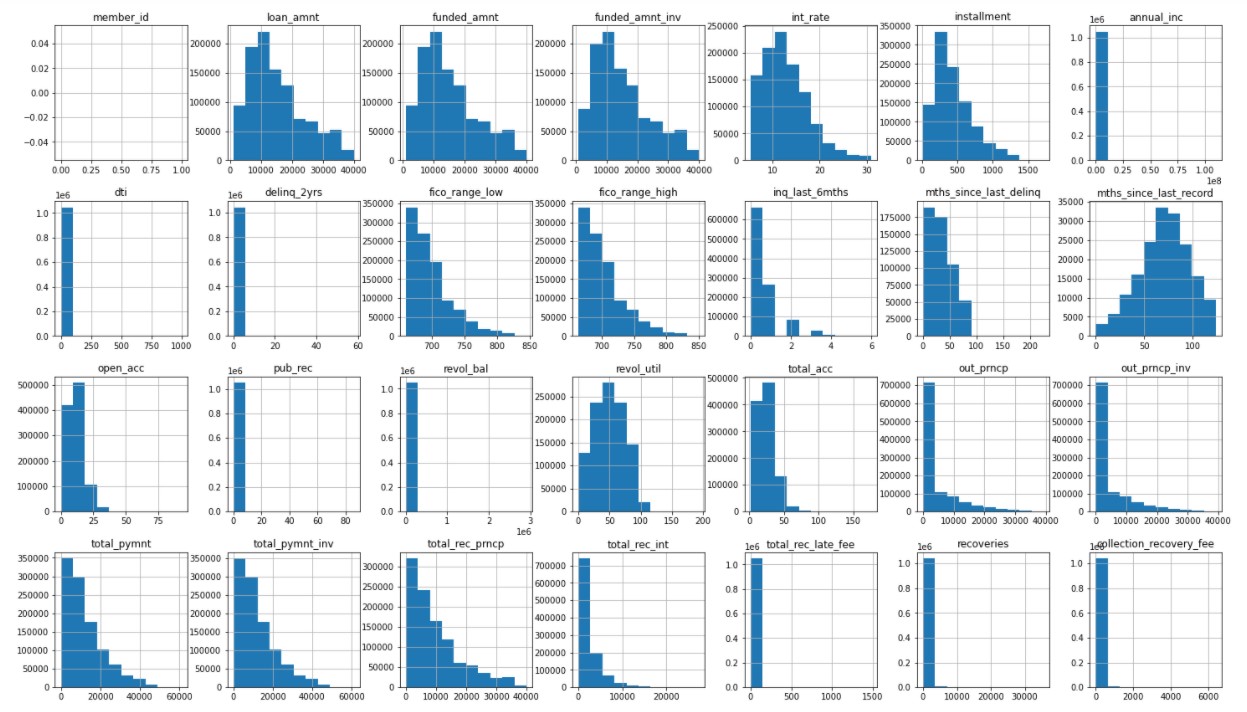 member_id loan_amnt funded_amnt funded_amnt_inv int_rate installment annual_inc
1e6
0.04 200000 200000 200000 250000 350000 1.0
0.02 150000 150000 150000 200000 300000 0.8
0.00 100000 100000 100000 150000 250000 0.6
−0.02 50000 50000 50000 100000 200000 0.4
−0.04 0 0 0 50000 150000 0.2
0 100000 0.0
50000
0
0.00 0.25 0.50 0.75 1.00 0 10000 20000 30000 40000 0 10000 20000 30000 40000 0 10000 20000 30000 40000 10 20 30 0 500 1000 1500 0.00 0.25 0.50 0.75 1.00
1e8
dti delinq_2yrs fico_range_low fico_range_high inq_last_6mths mths_since_last_delinq mths_since_last_record
1e6 1e6
1.0 1.0 350000 350000 600000 175000 35000
0.8 0.8 300000 300000 500000 150000 30000
0.6 0.6 250000 250000 400000 125000 25000
0.4 0.4 200000 200000 300000 100000 20000
0.2 0.2 150000 150000 200000 75000 15000
0.0 0.0 100000 100000 100000 50000 10000
50000 50000 0 25000 5000
0 0 0 0
0 250 500 750 1000 0 20 40 60 700 750 800 850 700 750 800 850 0 2 4 6 0 50 100 150 200 0 50 100
open_acc pub_rec revol_bal revol_util total_acc out_prncp out_prncp_inv
1e6 1e6
500000 1.0 1.0 250000 500000 700000 700000
400000 0.8 0.8 200000 400000 600000 600000
300000 0.6 0.6 150000 300000 500000 500000
200000 0.4 0.4 100000 200000 400000 400000
100000 0.2 0.2 50000 100000 300000 300000
0 0.0 0.0 0 0 200000 200000
100000 100000
0 0
0 25 50 75 0 20 40 60 80 0 1 2 3 0 50 100 150 200 0 50 100 150 0 10000 20000 30000 40000 0 10000 20000 30000 40000
1e6
total_pymnt total_pymnt_inv total_rec_prncp total_rec_int total_rec_late_fee recoveries collection_recovery_fee
1e6 1e6 1e6
350000 350000 300000 700000 1.0 1.0 1.0
300000 300000 250000 600000 0.8 0.8 0.8
250000 250000 200000 500000 0.6 0.6 0.6
200000 200000 150000 400000 0.4 0.4 0.4
150000 150000 100000 300000 0.2 0.2 0.2
100000 100000 50000 200000 0.0 0.0 0.0
50000 50000 0 100000
0 0 0
0 20000 40000 60000 0 20000 40000 60000 0 10000 20000 30000 40000 0 10000 20000 0 500 1000 1500 0 10000 20000 30000 0 2000 4000 6000